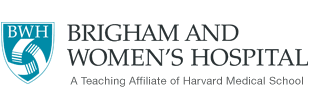 BWH
BRIGHAM AND
WOMEN'S HOSPITAL
A Teaching Affiliate of Harvard Medical School